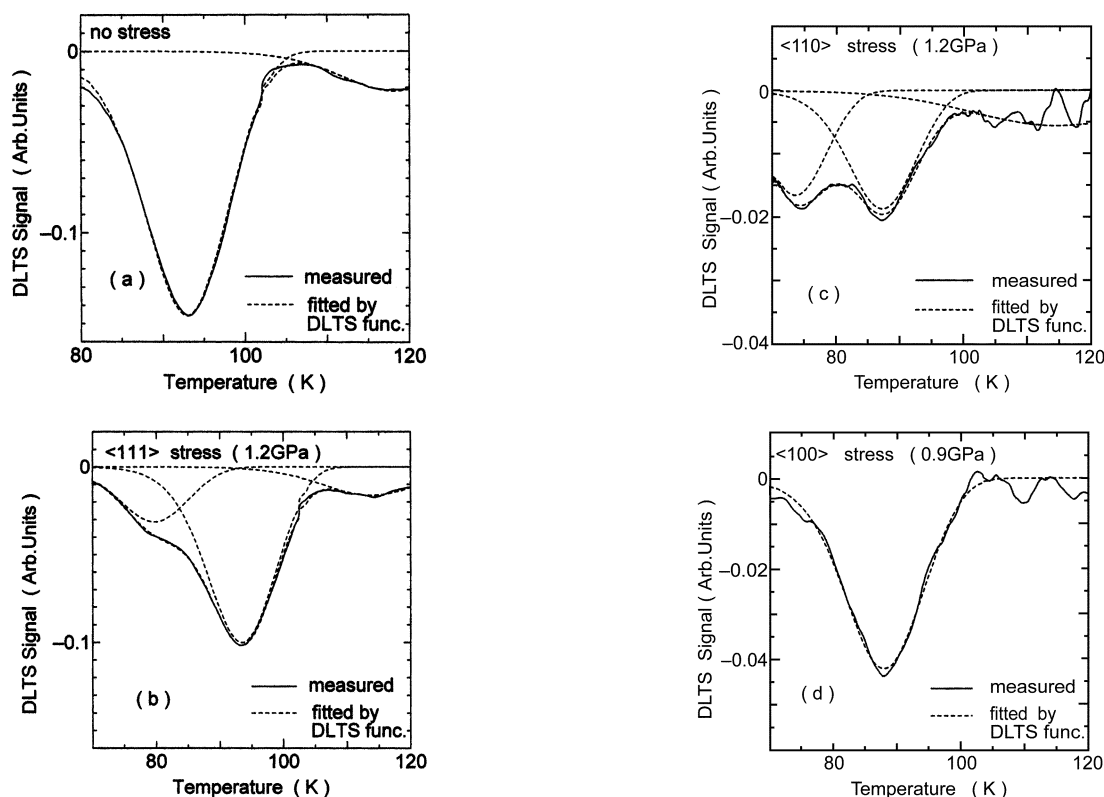 no stress
0
−0.1
DLTS Signal ( Arb.Units )
( a )
measured
fitted by
DLTS func.
80
100
120
Temperature ( K )
<110> stress ( 1.2GPa )
0
−0.02
−0.04
DLTS Signal ( Arb.Units )
( c )
measured
fitted by
DLTS func.
80
100
120
Temperature ( K )
<111> stress ( 1.2GPa )
0
−0.1
DLTS Signal ( Arb.Units )
( b )
measured
fitted by
DLTS func.
80
100
120
Temperature ( K )
<100> stress ( 0.9GPa )
0
−0.02
−0.04
DLTS Signal ( Arb.Units )
( d )
measured
fitted by
DLTS func.
80
100
120
Temperature ( K )